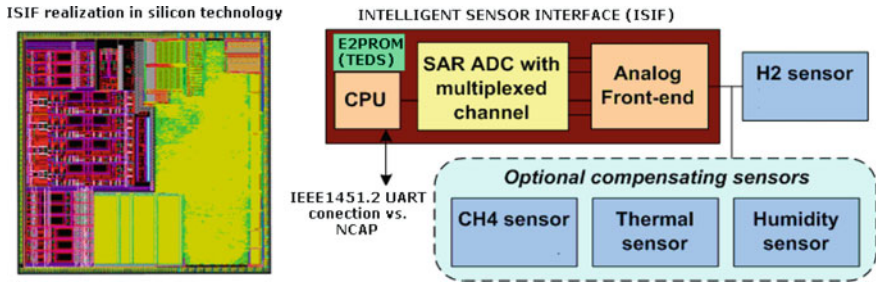 ISIF realization in silicon technology
INTELLIGENT SENSOR INTERFACE (ISIF)
E2PROM
(TEDS)
CPU
SAR ADC with
multiplexed
channel
Analog
Front-end
H2 sensor
IEEE1451.2 UART
conection vs.
NCAP
Optional compensating sensors
CH4 sensor
Thermal
sensor
Humidity
sensor